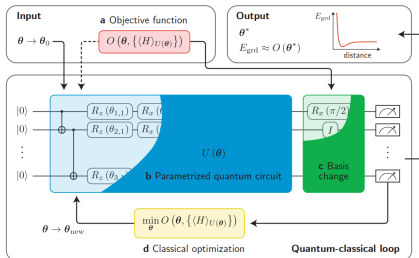 Input
a Objective function
θ → θ0
O (θ, {⟨H⟩U(θ)})
Output
θ*
Egrd ≈ O (θ*)
Egrd
distance
|0⟩ Rz (θ1,1) Rx (θ Rx (π/2)
|0⟩ Rz (θ2,1) Rx (θ I
U (θ)
b Parametrized quantum circuit
c Basis
change
|0⟩ Rz (θ3,
θ → θnew
min θ O (θ, {⟨H⟩U(θ)})
d Classical optimization
Quantum-classical loop